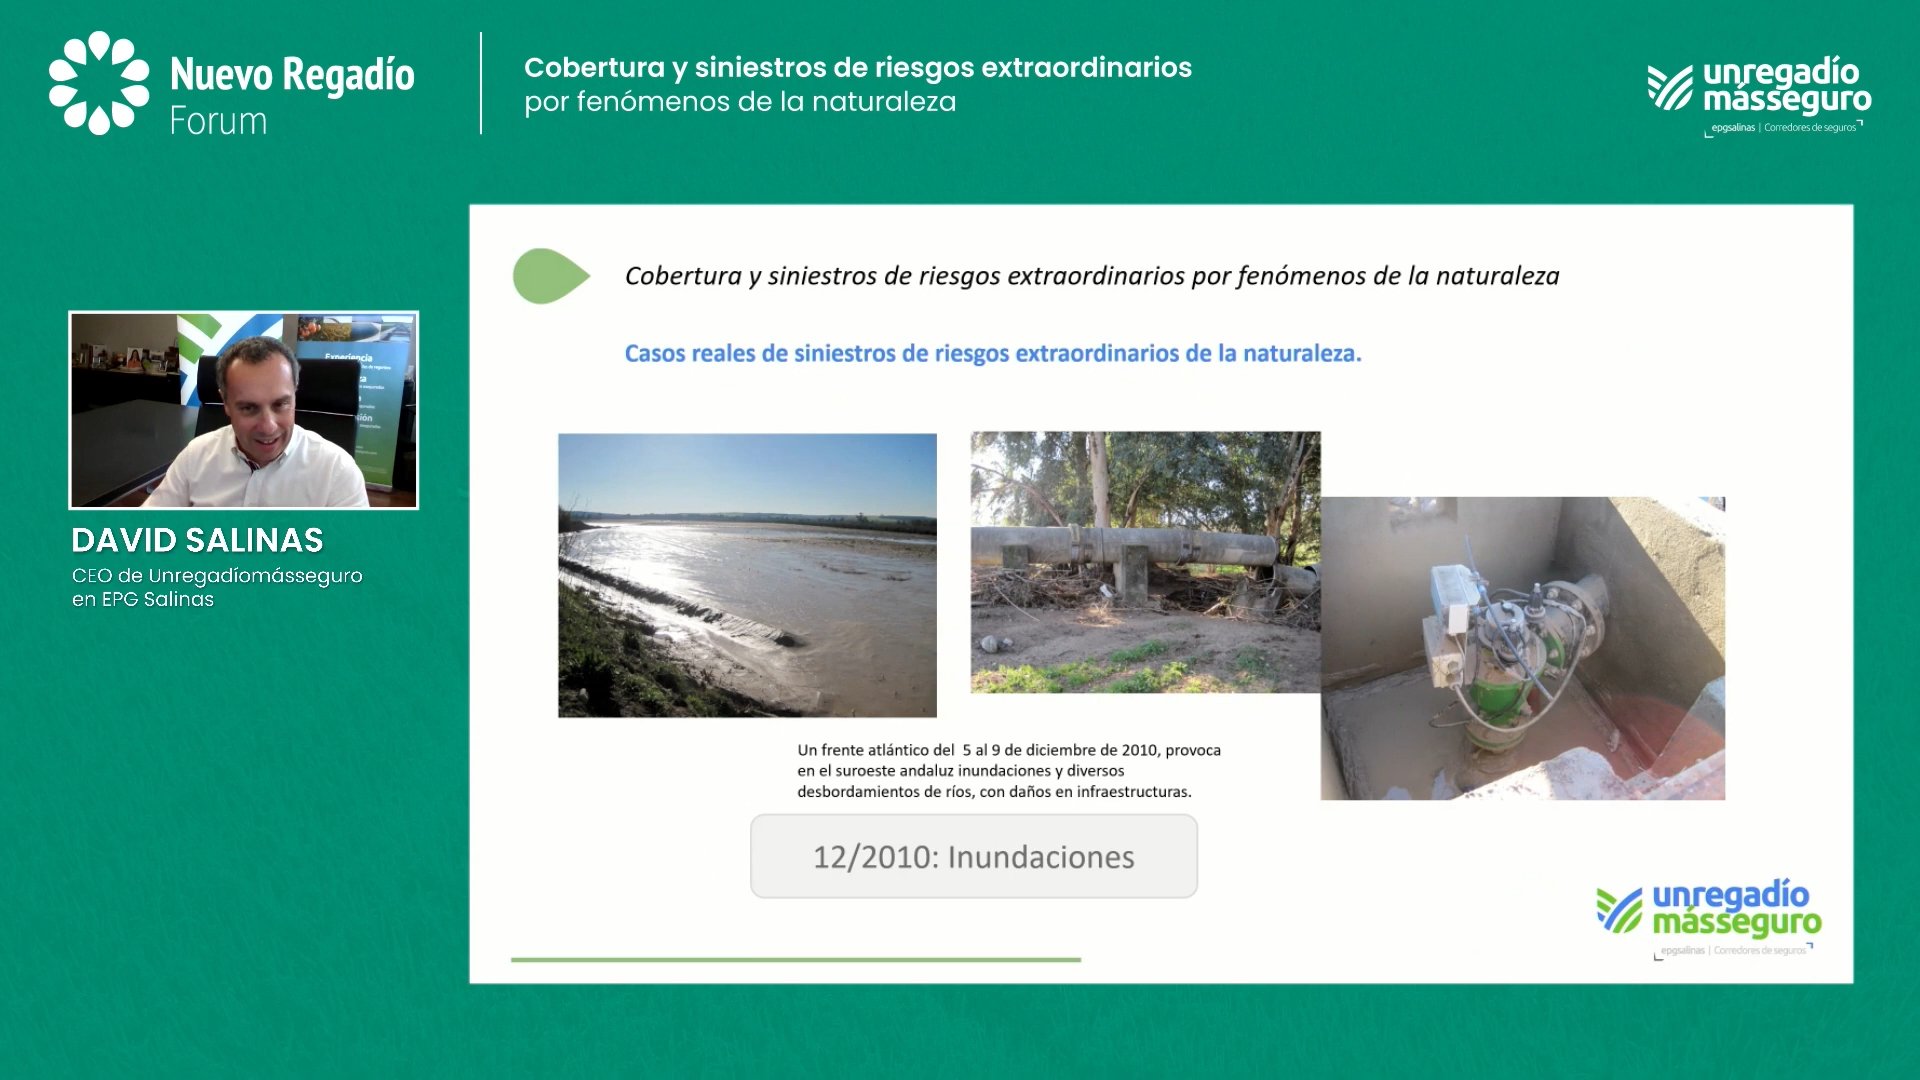 Nuevo Regadío
Forum
Cobertura y siniestros de riesgos extraordinarios
por fenómenos de la naturaleza
unregadío
másseguro
epgsalinas | Corredores de seguros
Cobertura y siniestros de riesgos extraordinarios por fenómenos de la naturaleza
Casos reales de siniestros de riesgos extraordinarios de la naturaleza.
Experiencia
DAVID SALINAS
CEO de Unregadíomásseguro
en EPG Salinas
Un frente atlántico del 5 al 9 de diciembre de 2010, provoca
en el suroeste andaluz inundaciones y diversos
desbordamientos de ríos, con daños en infraestructuras.
12/2010: Inundaciones
unregadío
másseguro
epgsalinas | Corredores de seguros